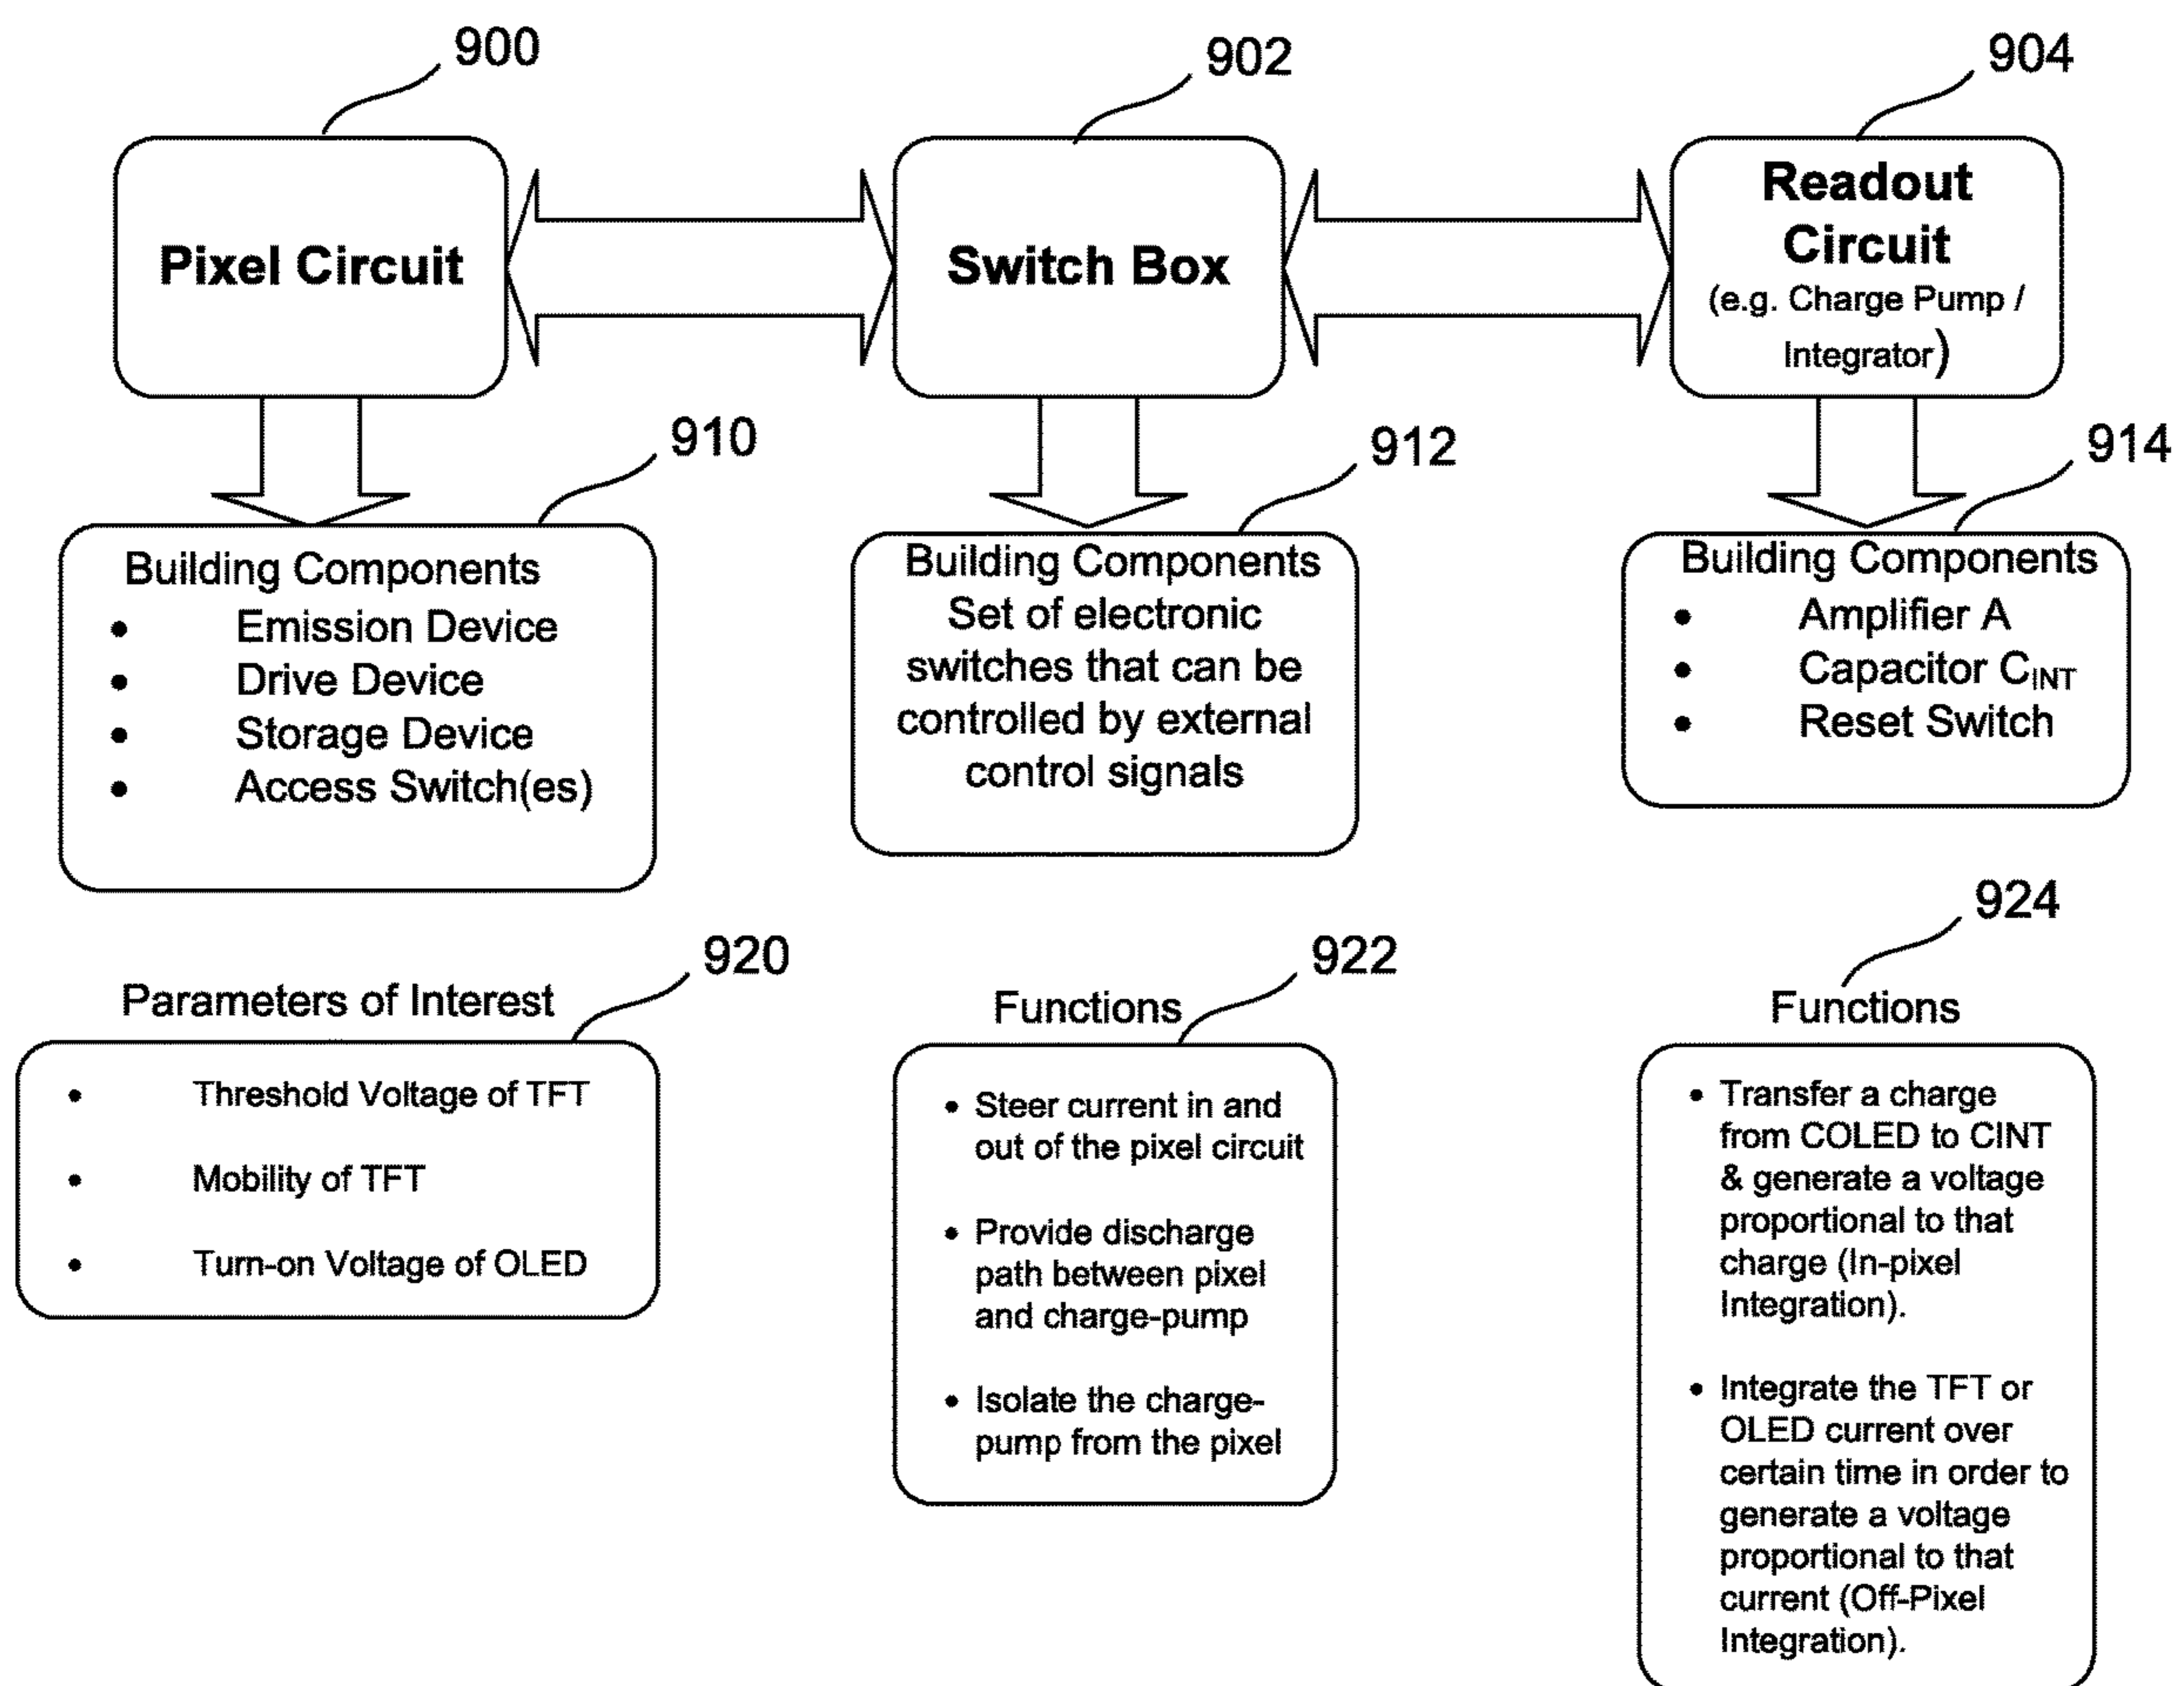 900
902
904
Pixel Circuit
Switch Box
Readout
Circuit
(e.g. Charge Pump /
Integrator)
910
912
914
Building Components
• Emission Device
• Drive Device
• Storage Device
• Access Switch(es)
Building Components
Set of electronic
switches that can be
controlled by external
control signals
Building Components
• Amplifier A
• Capacitor CINT
• Reset Switch
920
922
924
Parameters of Interest
• Threshold Voltage of TFT
• Mobility of TFT
• Turn-on Voltage of OLED
Functions
• Steer current in and
out of the pixel circuit
• Provide discharge
path between pixel
and charge-pump
• Isolate the charge-
pump from the pixel
Functions
• Transfer a charge
from COLED to CINT
& generate a voltage
proportional to that
charge (In-pixel
Integration).
• Integrate the TFT or
OLED current over
certain time in order to
generate a voltage
proportional to that
current (Off-Pixel
Integration).